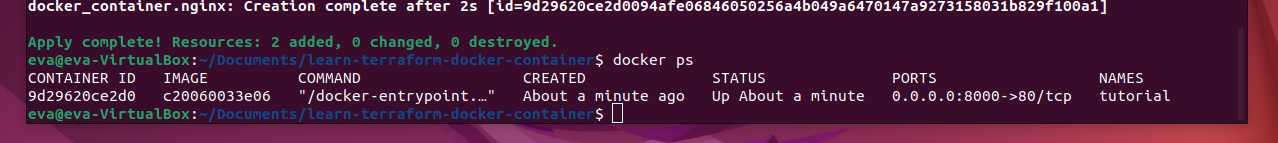 docker_container.nginx: Creation complete after 2s [id=9d29620ce2d0094afe06846050256a4b049a6470147a9273158031b829f100a1]
Apply complete! Resources: 2 added, 0 changed, 0 destroyed.
eva@eva-VirtualBox:~/Documents/learn-terraform-docker-container$ docker ps
CONTAINER ID   IMAGE          COMMAND                  CREATED              STATUS              PORTS                  NAMES
9d29620ce2d0   c20060033e06   "/docker-entrypoint.…"   About a minute ago   Up About a minute   0.0.0.0:8000->80/tcp   tutorial
eva@eva-VirtualBox:~/Documents/learn-terraform-docker-container$